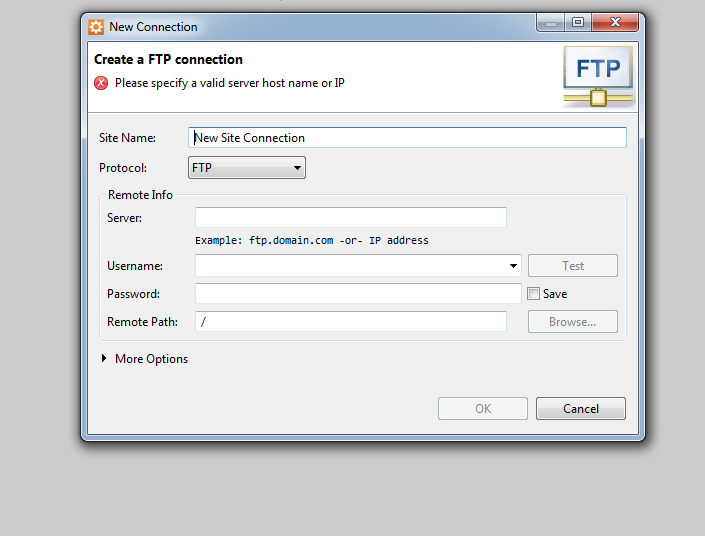 New Connection
Create a FTP connection
Please specify a valid server host name or IP
FTP
Site Name: New Site Connection
Protocol: FTP
Remote Info
Server:
Example: ftp.domain.com -or- IP address
Username: Test
Password: Save
Remote Path: / Browse...
More Options
OK Cancel